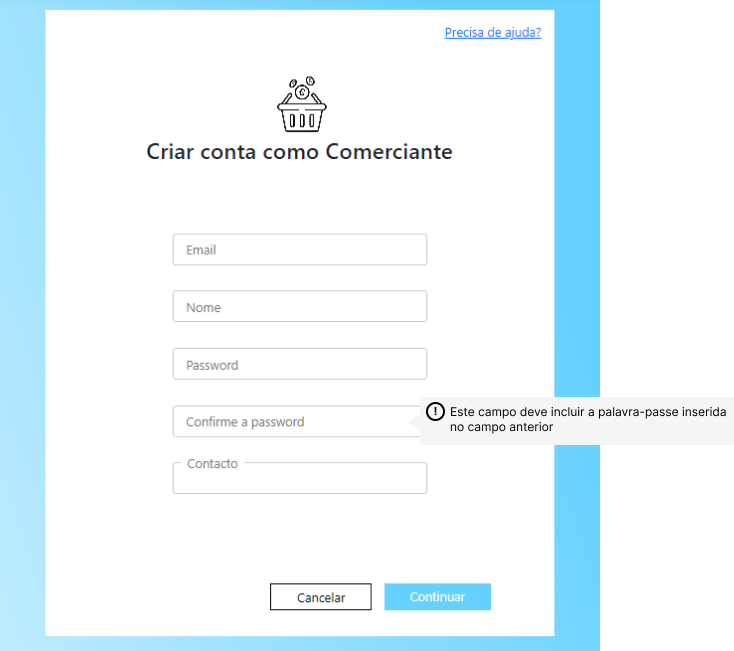 Precisa de ajuda?
Criar conta como Comerciante
Email
Nome
Password
Confirme a password
Este campo deve incluir a palavra-passe inserida
no campo anterior
Contacto
Cancelar
Continuar